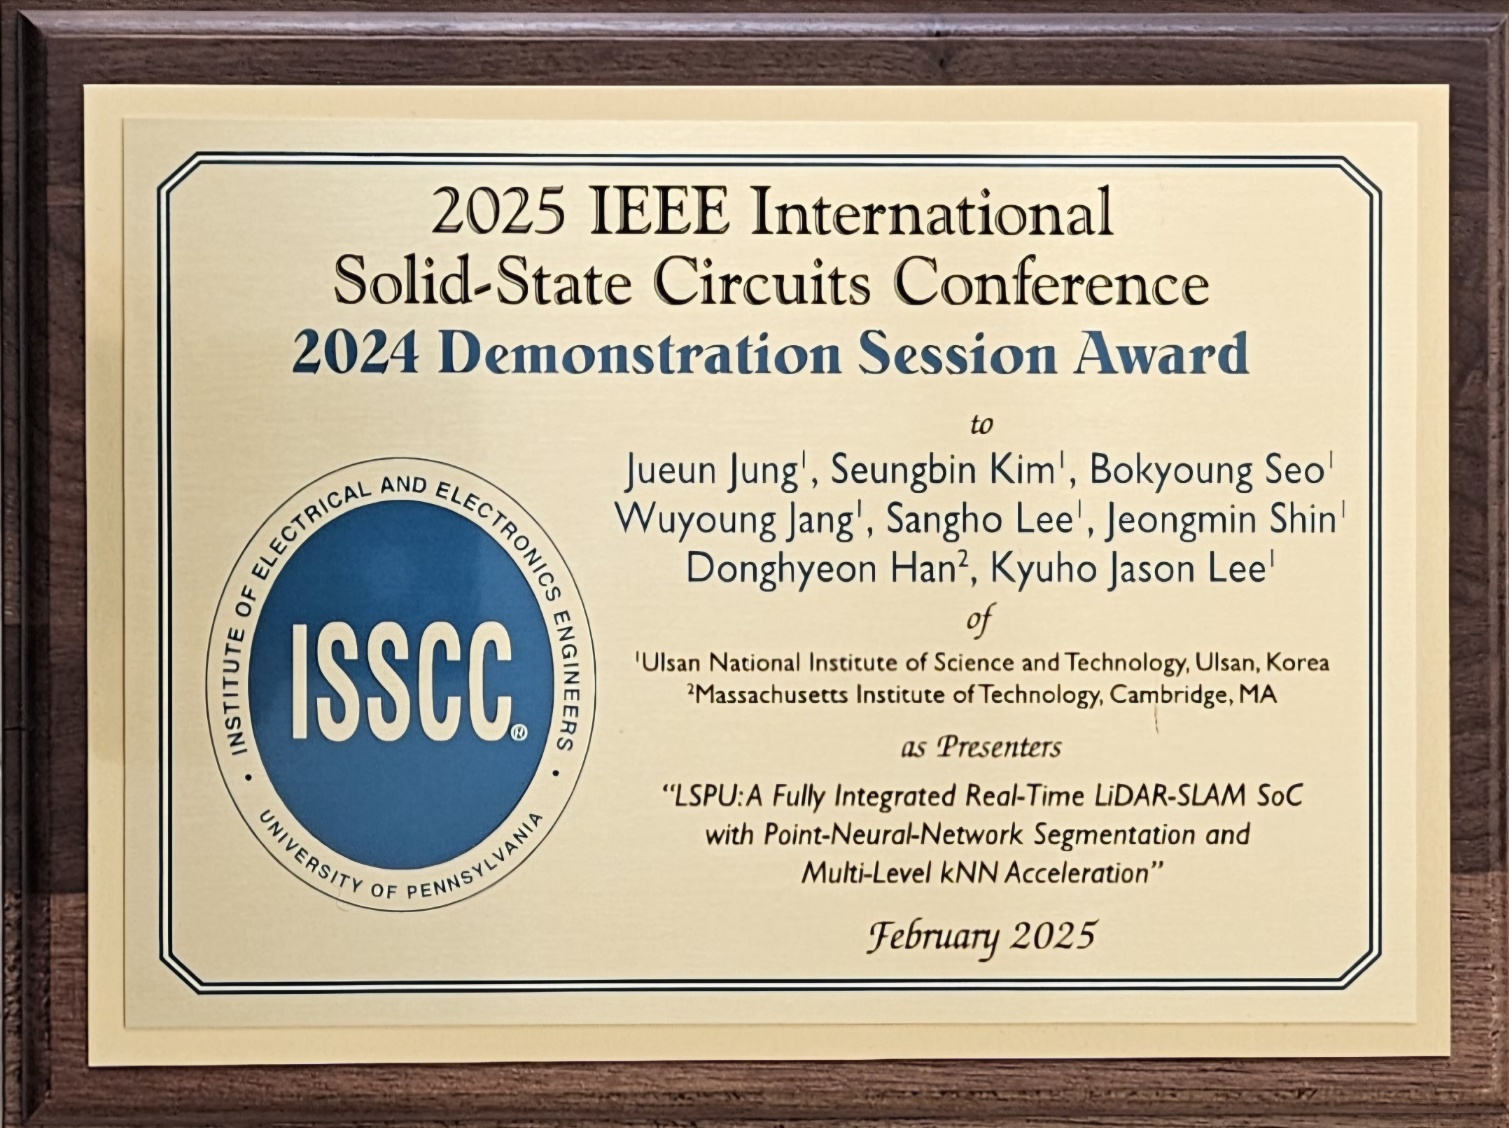 2025 IEEE International
Solid-State Circuits Conference
2024 Demonstration Session Award
to
Jueun Jung¹, Seungbin Kim¹, Bokyoung Seo¹
Wuyoung Jang¹, Sangho Lee¹, Jeongmin Shin¹
Donghyeon Han², Kyuho Jason Lee¹
of
¹Ulsan National Institute of Science and Technology, Ulsan, Korea
²Massachusetts Institute of Technology, Cambridge, MA
as Presenters
“LSPU: A Fully Integrated Real-Time LiDAR-SLAM SoC
with Point-Neural-Network Segmentation and
Multi-Level kNN Acceleration”
February 2025
INSTITUTE OF ELECTRICAL AND ELECTRONICS ENGINEERS
ISSCC®
• UNIVERSITY OF PENNSYLVANIA •